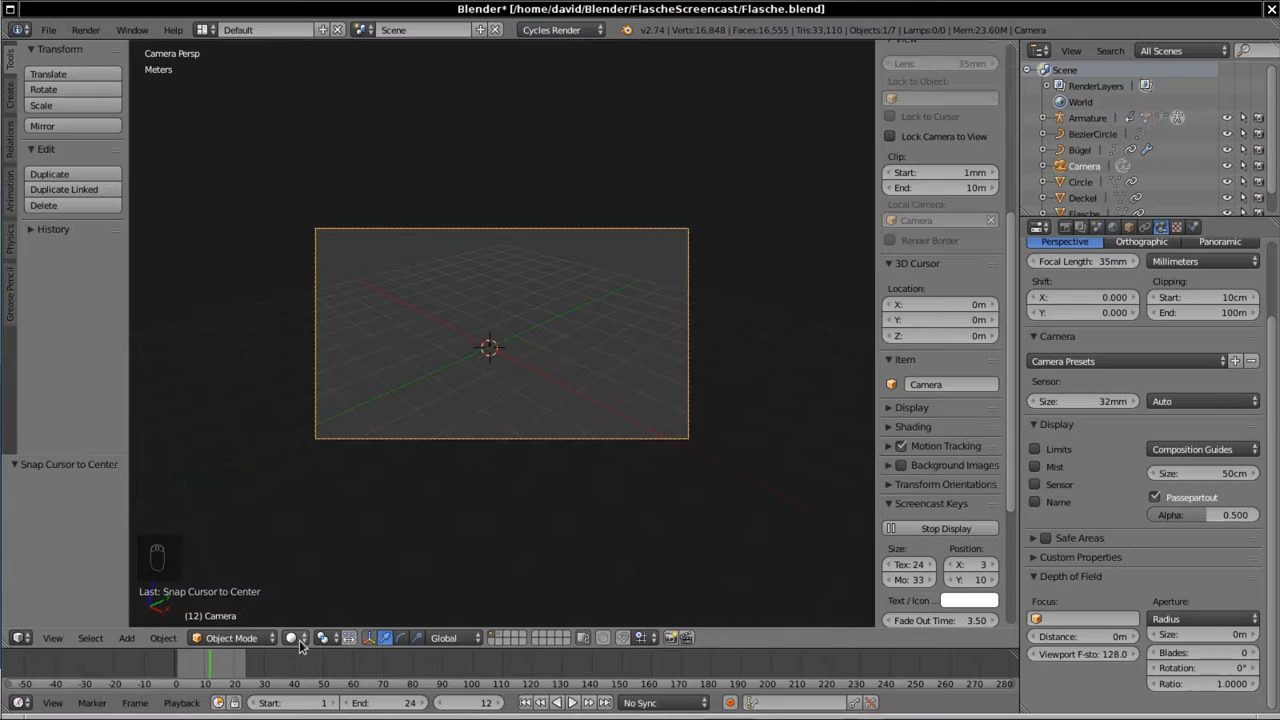 Blender* [/home/david/Blender/FlascheScreencast/Flasche.blend]
File Render Window Help Default Scene Cycles Render v2.74 | Verts:16,848 | Faces:16,555 | Tris:33,110 | Objects:1/7 | Lamps:0/0 | Mem:23.60M | Camera
Tools
Create
Relations
Animation
Physics
Grease Pencil
Transform
Translate
Rotate
Scale
Mirror
Edit
Duplicate
Duplicate Linked
Delete
History
Snap Cursor to Center
Camera Persp
Meters
Last: Snap Cursor to Center
(12) Camera
Lens: 35mm
Lock to Object:
Lock to Cursor
Lock Camera to View
Clip:
Start: 1mm
End: 10m
Local Camera:
Camera
Render Border
3D Cursor
Location:
X: 0m
Y: 0m
Z: 0m
Item
Camera
Display
Shading
Motion Tracking
Background Images
Transform Orientations
Screencast Keys
Stop Display
Size: Position:
Tex: 24 X: 3
Mo: 33 Y: 10
Text / Icon ..
Fade Out Time: 3.50
View Search All Scenes
Scene
RenderLayers
World
Armature
BezierCircle
Bügel
Camera
Circle
Deckel
Flasche
Perspective Orthographic Panoramic
Focal Length: 35mm Millimeters
Shift: Clipping:
X: 0.000 Start: 10cm
Y: 0.000 End: 100m
Camera
Camera Presets
Sensor:
Size: 32mm Auto
Display
Limits Composition Guides
Mist Size: 50cm
Sensor Passepartout
Name Alpha: 0.500
Safe Areas
Custom Properties
Depth of Field
Focus: Aperture:
Radius
Distance: 0m Size: 0m
Viewport F-sto: 128.0 Blades: 0
Rotation: 0°
Ratio: 1.0000
View Select Add Object Object Mode Global
-50 -40 -30 -20 -10 0 10 20 30 40 50 60 70 80 90 100 110 120 130 140 150 160 170 180 190 200 210 220 230 240 250 260 270 280
View Marker Frame Playback Start: 1 End: 24 12 No Sync